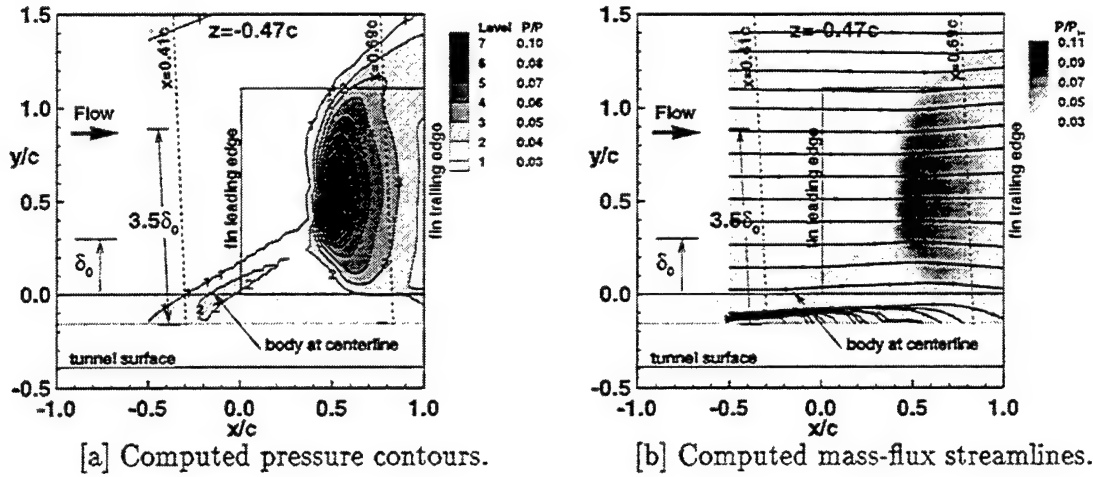 1.5
1.0
0.5
0.0
-0.5
y/c
-1.0 -0.5 0.0 0.5 1.0
x/c
z=-0.47c
x=0.41c
x=0.69c
Flow
3.5δ₀
δ₀
fin leading edge
fin trailing edge
body at centerline
tunnel surface
Level P/P
7 0.10
6 0.08
5 0.07
4 0.06
3 0.05
2 0.04
1 0.03
[a] Computed pressure contours.
1.5
1.0
0.5
0.0
-0.5
y/c
-1.0 -0.5 0.0 0.5 1.0
x/c
z=-0.47c
x=0.41c
x=0.69c
Flow
3.5δ₀
δ₀
fin leading edge
fin trailing edge
body at centerline
tunnel surface
P/P_T
0.11
0.09
0.07
0.05
0.03
[b] Computed mass-flux streamlines.